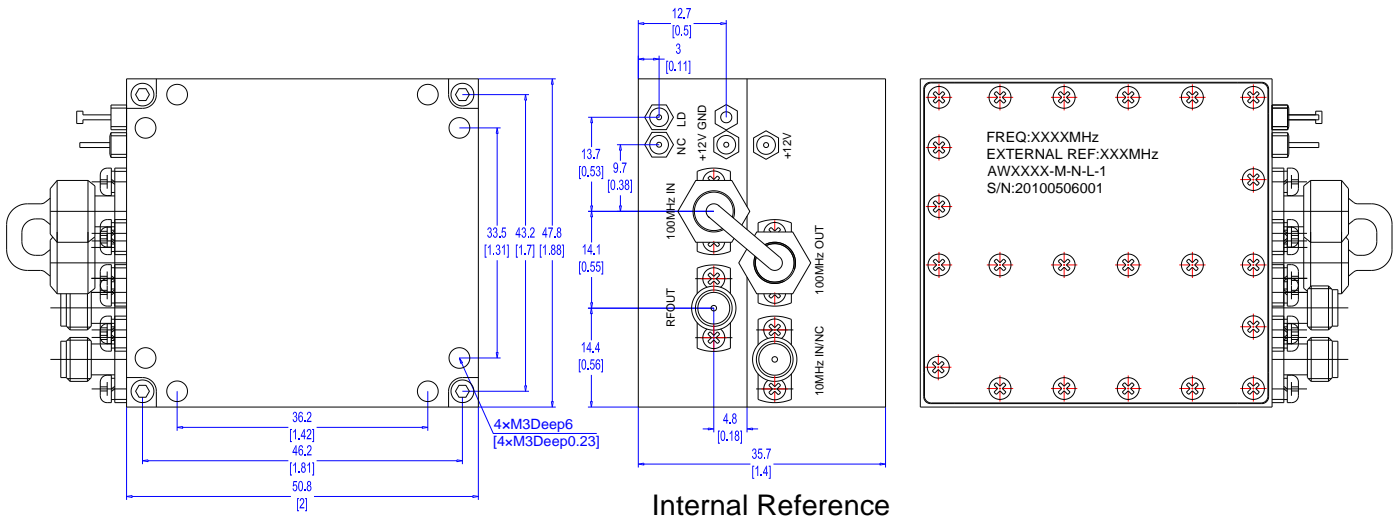 33.5
[1.31]
43.2
[1.7]
47.8
[1.88]
36.2
[1.42]
46.2
[1.81]
50.8
[2]
4×M3Deep6
[4×M3Deep0.23]
12.7
[0.5]
3
[0.11]
13.7
[0.53]
9.7
[0.38]
14.1
[0.55]
14.4
[0.56]
4.8
[0.18]
35.7
[1.4]
LD
NC
GND
+12V
+12V
100MHz IN
100MHz OUT
RFOUT
10MHz IN/NC
Internal Reference
FREQ:XXXXMHz
EXTERNAL REF:XXXMHz
AWXXXX-M-N-L-1
S/N:20100506001